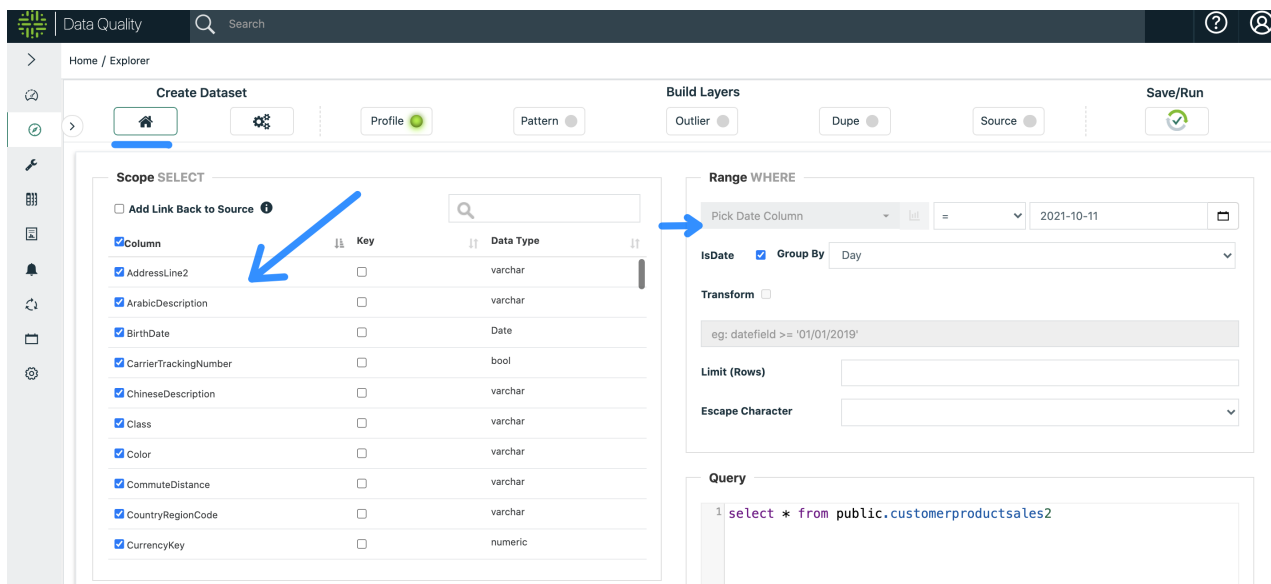 Data Quality
Search
Home / Explorer
Create Dataset
Build Layers
Save/Run
Profile
Pattern
Outlier
Dupe
Source
Scope SELECT
Add Link Back to Source
Column Key Data Type
AddressLine2 varchar
ArabicDescription varchar
BirthDate Date
CarrierTrackingNumber bool
ChineseDescription varchar
Class varchar
Color varchar
CommuteDistance varchar
CountryRegionCode varchar
CurrencyKey numeric
Range WHERE
Pick Date Column = 2021-10-11
IsDate Group By Day
Transform
eg: datefield >= '01/01/2019'
Limit (Rows)
Escape Character
Query
1 select * from public.customerproductsales2